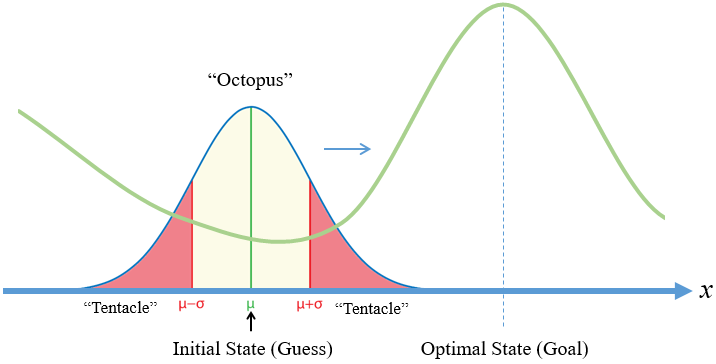 “Octopus”
x
“Tentacle”
μ−σ
μ
μ+σ
“Tentacle”
Initial State (Guess)
Optimal State (Goal)